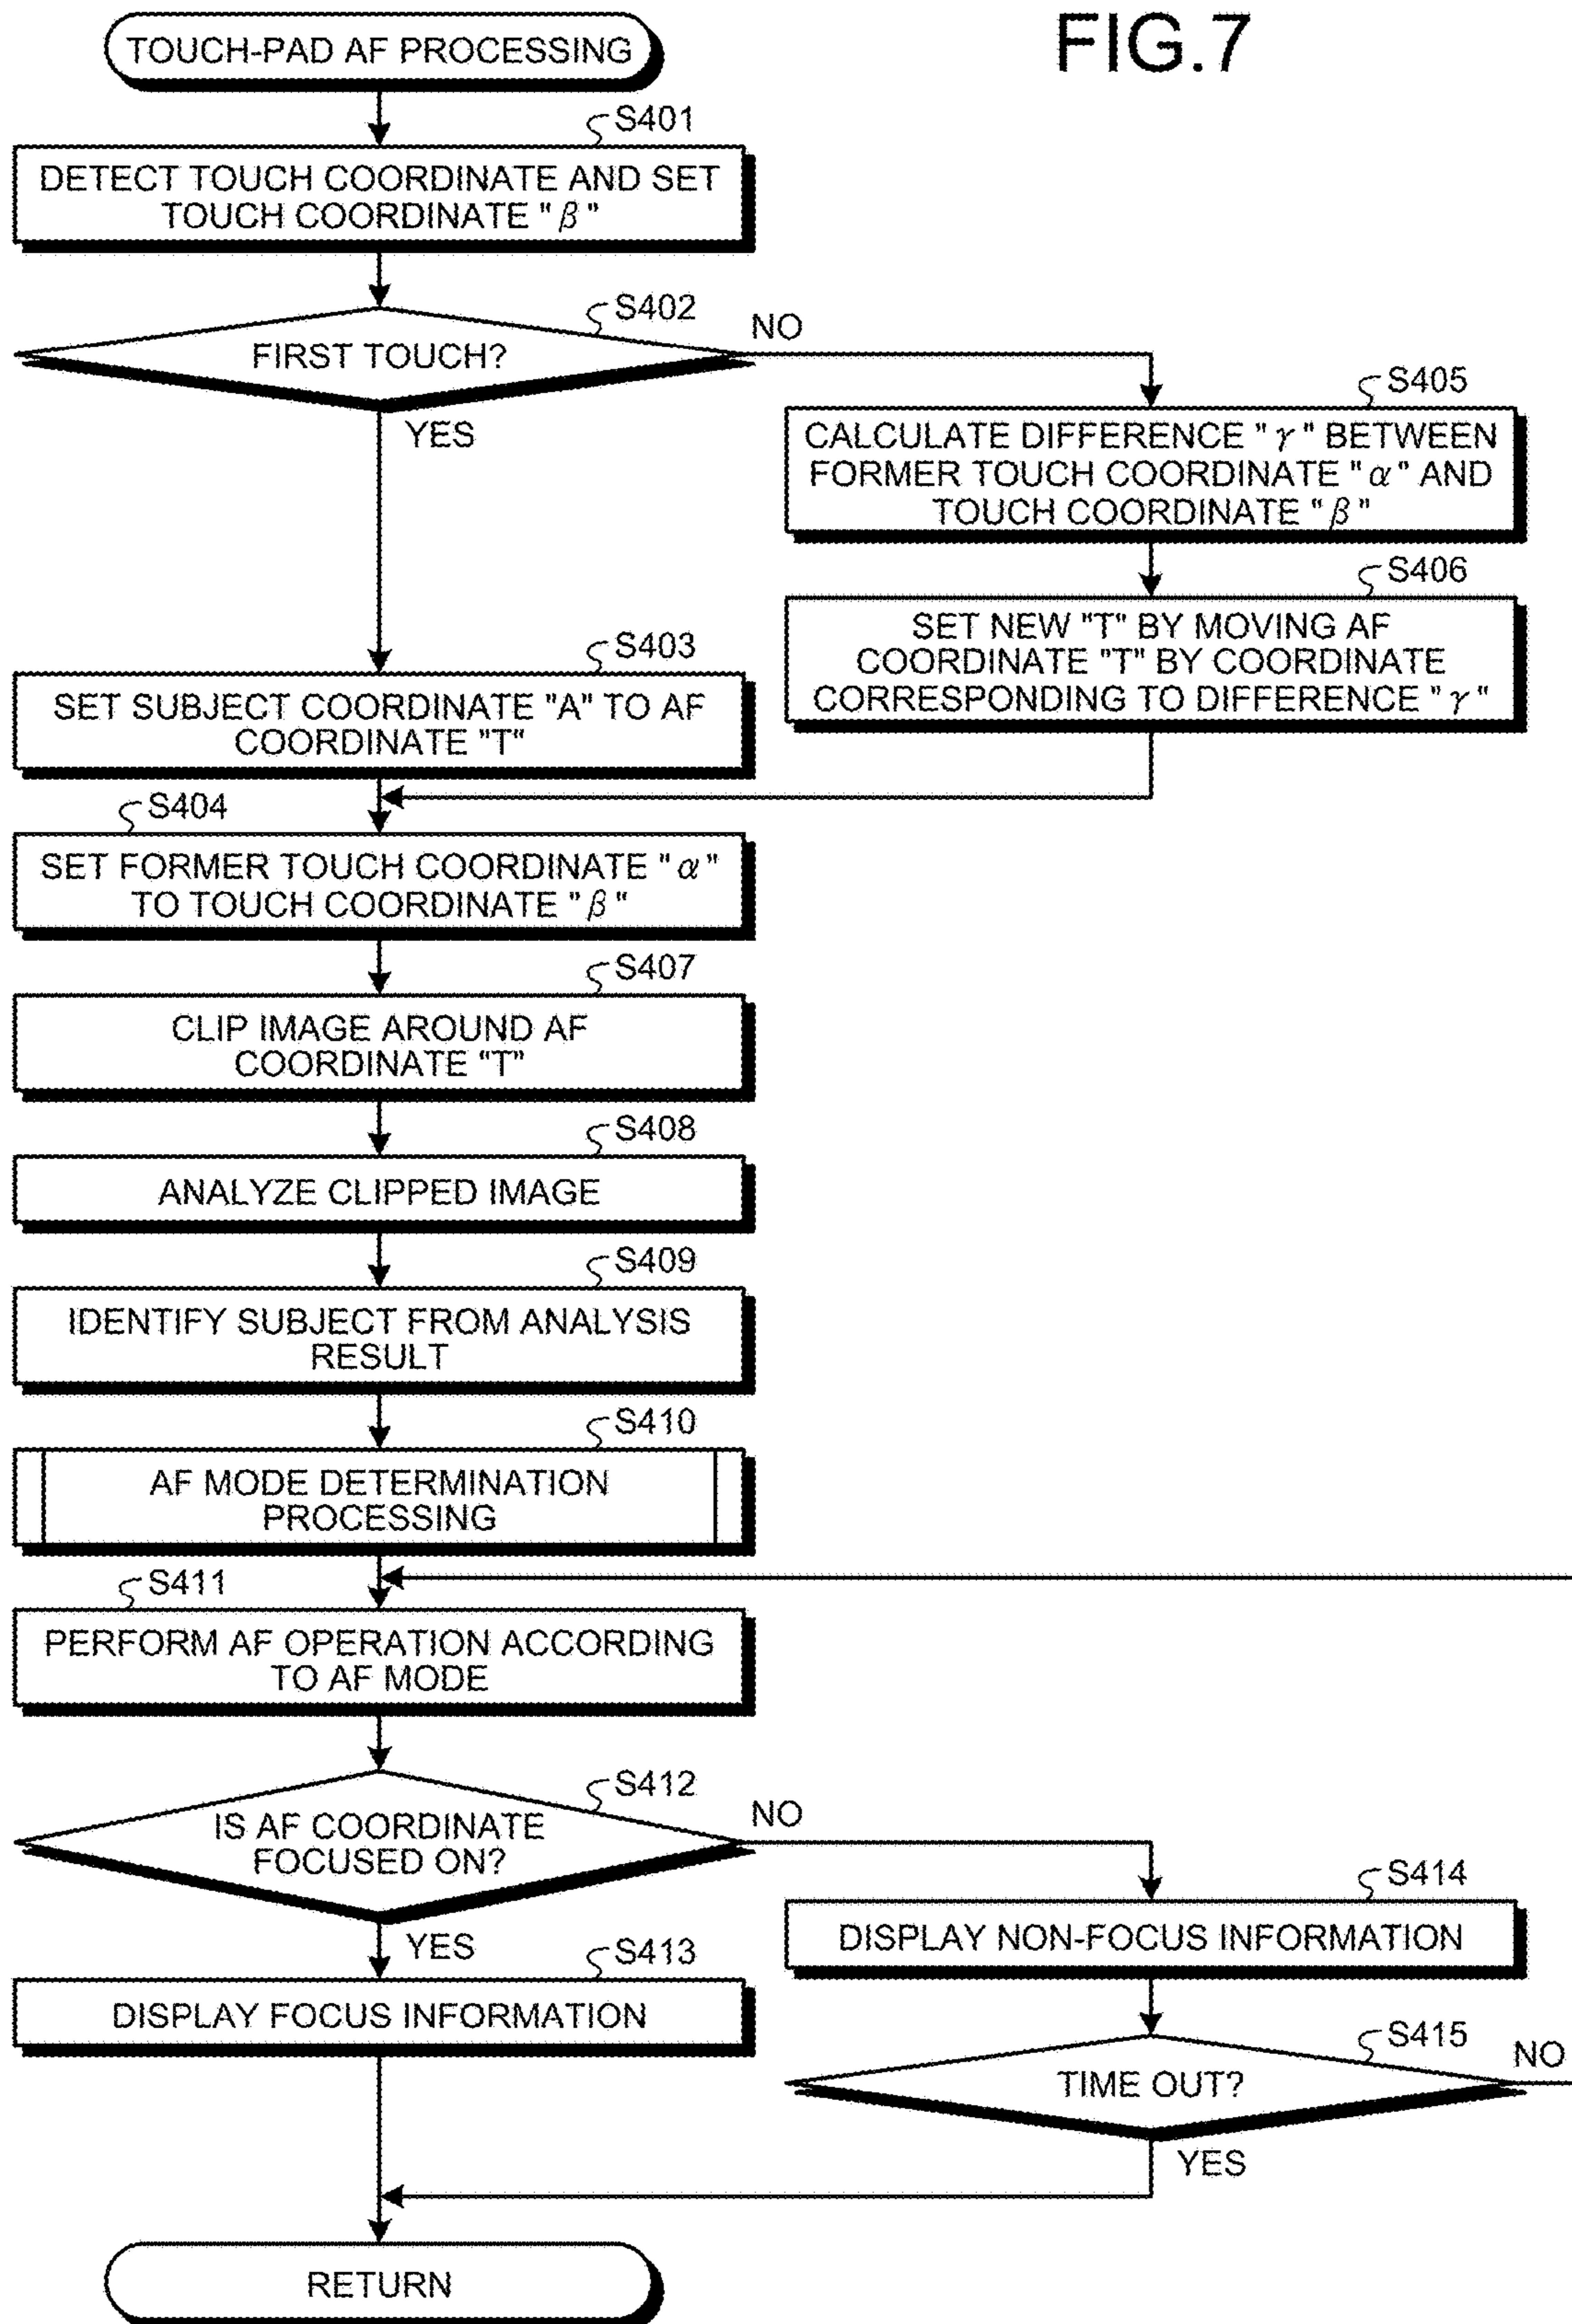 FIG.7
TOUCH-PAD AF PROCESSING
S401
DETECT TOUCH COORDINATE AND SET
TOUCH COORDINATE "β"
S402
FIRST TOUCH?
NO
YES
S405
CALCULATE DIFFERENCE "γ" BETWEEN
FORMER TOUCH COORDINATE "α" AND
TOUCH COORDINATE "β"
S406
SET NEW "T" BY MOVING AF
COORDINATE "T" BY COORDINATE
CORRESPONDING TO DIFFERENCE "γ"
S403
SET SUBJECT COORDINATE "A" TO AF
COORDINATE "T"
S404
SET FORMER TOUCH COORDINATE "α"
TO TOUCH COORDINATE "β"
S407
CLIP IMAGE AROUND AF
COORDINATE "T"
S408
ANALYZE CLIPPED IMAGE
S409
IDENTIFY SUBJECT FROM ANALYSIS
RESULT
S410
AF MODE DETERMINATION
PROCESSING
S411
PERFORM AF OPERATION ACCORDING
TO AF MODE
S412
IS AF COORDINATE
FOCUSED ON?
NO
YES
S413
DISPLAY FOCUS INFORMATION
S414
DISPLAY NON-FOCUS INFORMATION
S415
TIME OUT?
NO
YES
RETURN